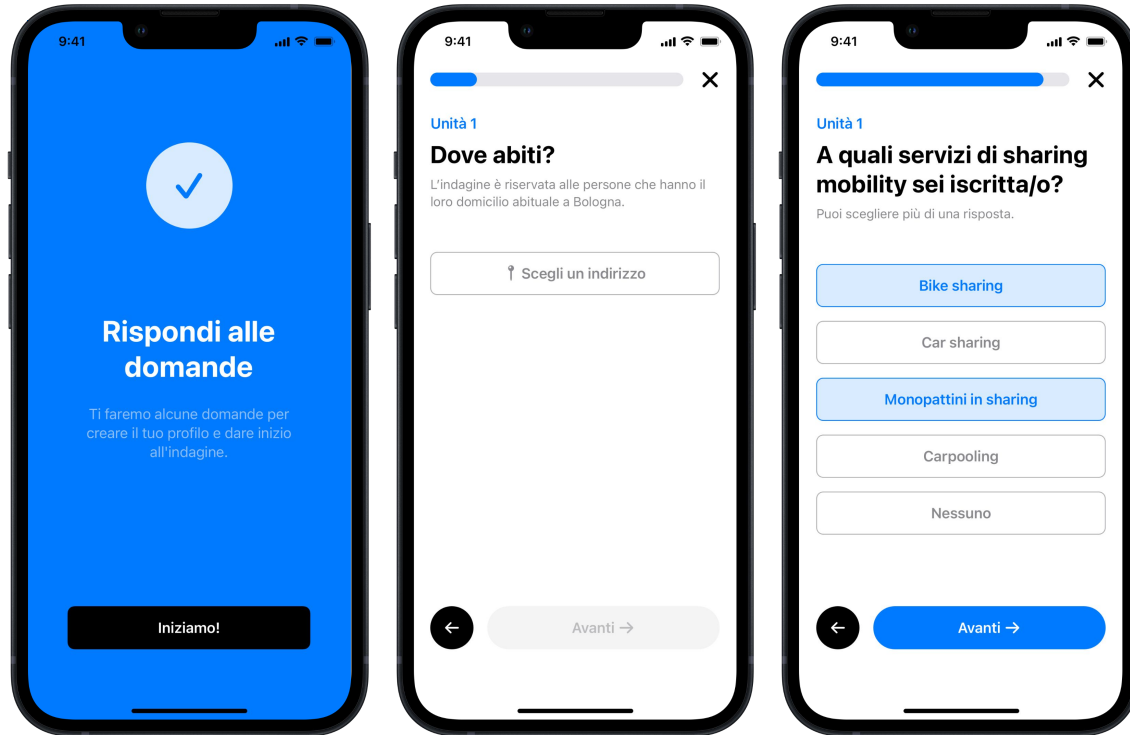 9:41
Rispondi alle
domande
Ti faremo alcune domande per
creare il tuo profilo e dare inizio
all'indagine.
Iniziamo!
9:41
Unità 1
Dove abiti?
L'indagine è riservata alle persone che hanno il
loro domicilio abituale a Bologna.
Scegli un indirizzo
Avanti →
9:41
Unità 1
A quali servizi di sharing
mobility sei iscritta/o?
Puoi scegliere più di una risposta.
Bike sharing
Car sharing
Monopattini in sharing
Carpooling
Nessuno
Avanti →